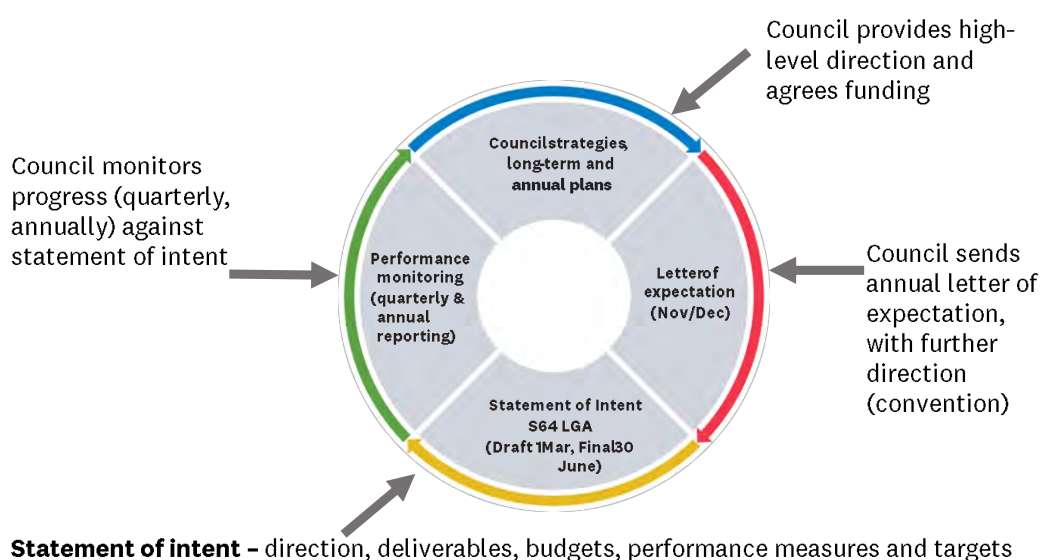 Council provides high-
level direction and
agrees funding
Councilstrategies,
long-term and
annual plans
Council monitors
progress (quarterly,
annually) against
statement of intent
Performance
monitoring
(quarterly &
annual
reporting)
Letterof
expectation
(Nov/Dec)
Council sends
annual letter of
expectation,
with further
direction
(convention)
Statement of Intent
S64 LGA
(Draft 1Mar, Final30
June)
Statement of intent – direction, deliverables, budgets, performance measures and targets